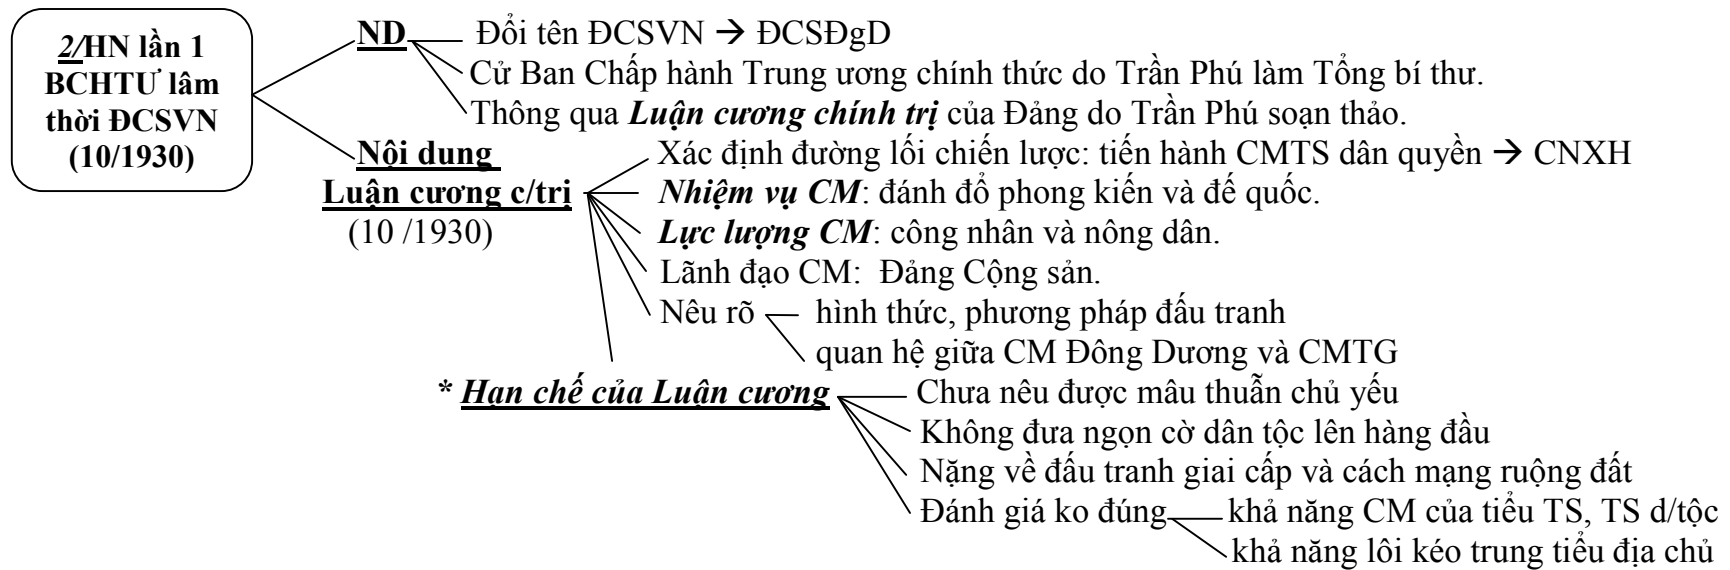 2/HN lần 1
BCHTƯ lâm
thời ĐCSVN
(10/1930)
ND
Đổi tên ĐCSVN → ĐCSĐgD
Cử Ban Chấp hành Trung ương chính thức do Trần Phú làm Tổng bí thư.
Thông qua Luận cương chính trị của Đảng do Trần Phú soạn thảo.
Nội dung
Luận cương c/trị
(10 /1930)
Xác định đường lối chiến lược: tiến hành CMTS dân quyền → CNXH
Nhiệm vụ CM: đánh đổ phong kiến và đế quốc.
Lực lượng CM: công nhân và nông dân.
Lãnh đạo CM: Đảng Cộng sản.
Nêu rõ
hình thức, phương pháp đấu tranh
quan hệ giữa CM Đông Dương và CMTG
* Hạn chế của Luận cương
Chưa nêu được mâu thuẫn chủ yếu
Không đưa ngọn cờ dân tộc lên hàng đầu
Nặng về đấu tranh giai cấp và cách mạng ruộng đất
Đánh giá ko đúng
khả năng CM của tiểu TS, TS d/tộc
khả năng lôi kéo trung tiểu địa chủ